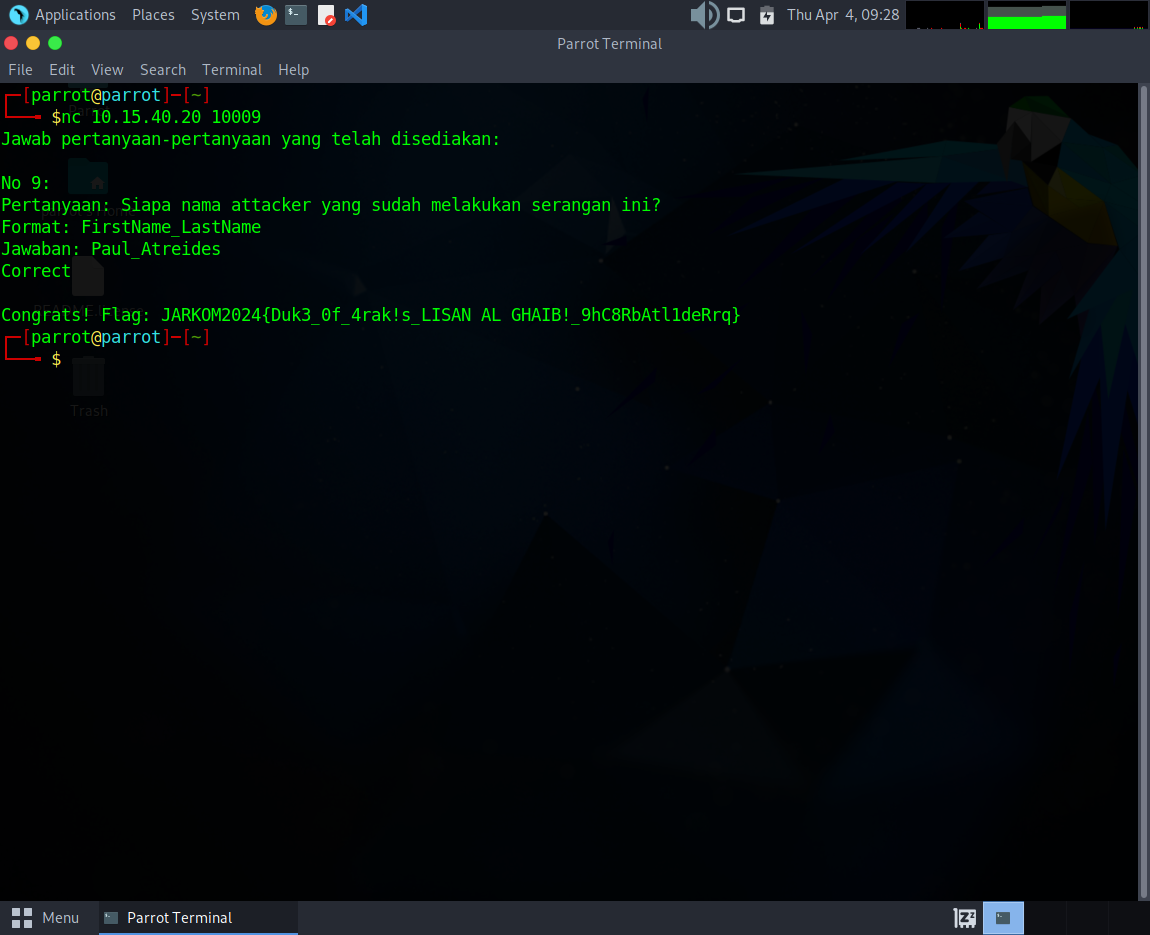 Applications Places System Thu Apr 4, 09:28
Parrot Terminal
File Edit View Search Terminal Help
[parrot@parrot]─[~]
$nc 10.15.40.20 10009
Jawab pertanyaan-pertanyaan yang telah disediakan:
No 9:
Pertanyaan: Siapa nama attacker yang sudah melakukan serangan ini?
Format: FirstName_LastName
Jawaban: Paul_Atreides
Correct
Congrats! Flag: JARKOM2024{Duk3_0f_4rak!s_LISAN AL GHAIB!_9hC8RbAtl1deRrq}
[parrot@parrot]─[~]
$
Trash
Menu Parrot Terminal